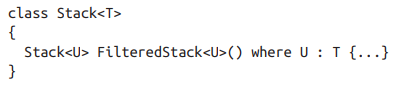 class Stack<T>
{
  Stack<U> FilteredStack<U>() where U : T {...}
}